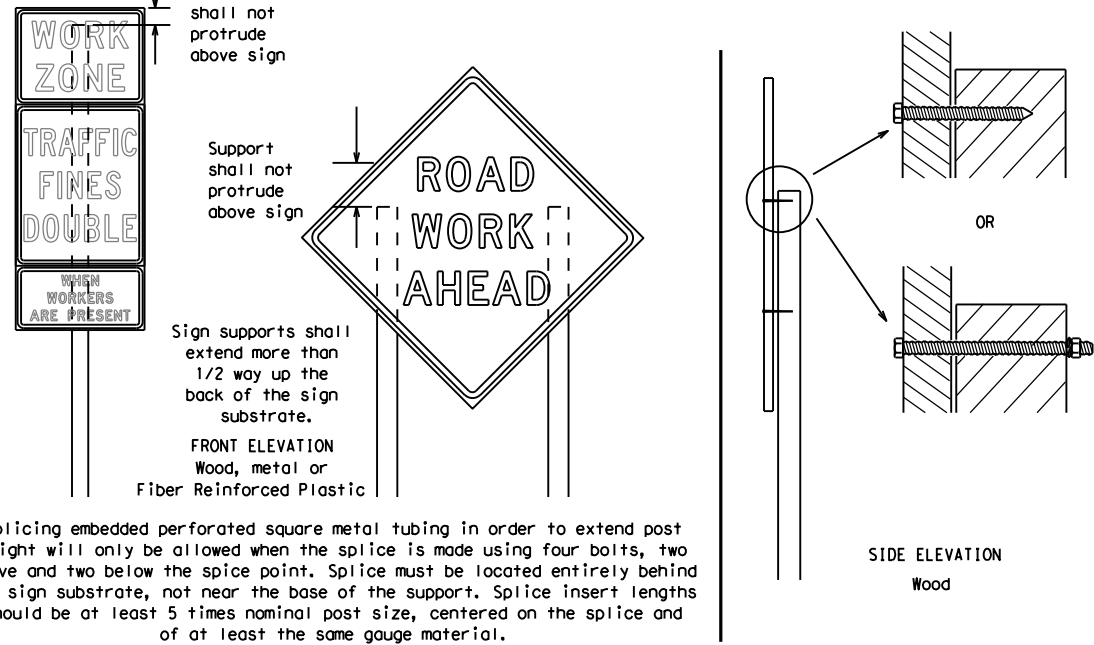 shall not
protrude
above sign
WORK
ZONE
TRAFFIC
FINES
DOUBLE
WHEN
WORKERS
ARE PRESENT
Support
shall not
protrude
above sign
ROAD
WORK
AHEAD
Sign supports shall
extend more than
1/2 way up the
back of the sign
substrate.
FRONT ELEVATION
Wood, metal or
Fiber Reinforced Plastic
OR
SIDE ELEVATION
Wood
plicing embedded perforated square metal tubing in order to extend post
ight will only be allowed when the splice is made using four bolts, two
ve and two below the spice point. Splice must be located entirely behind
sign substrate, not near the base of the support. Splice insert lengths
ould be at least 5 times nominal post size, centered on the splice and
of at least the same gauge material.